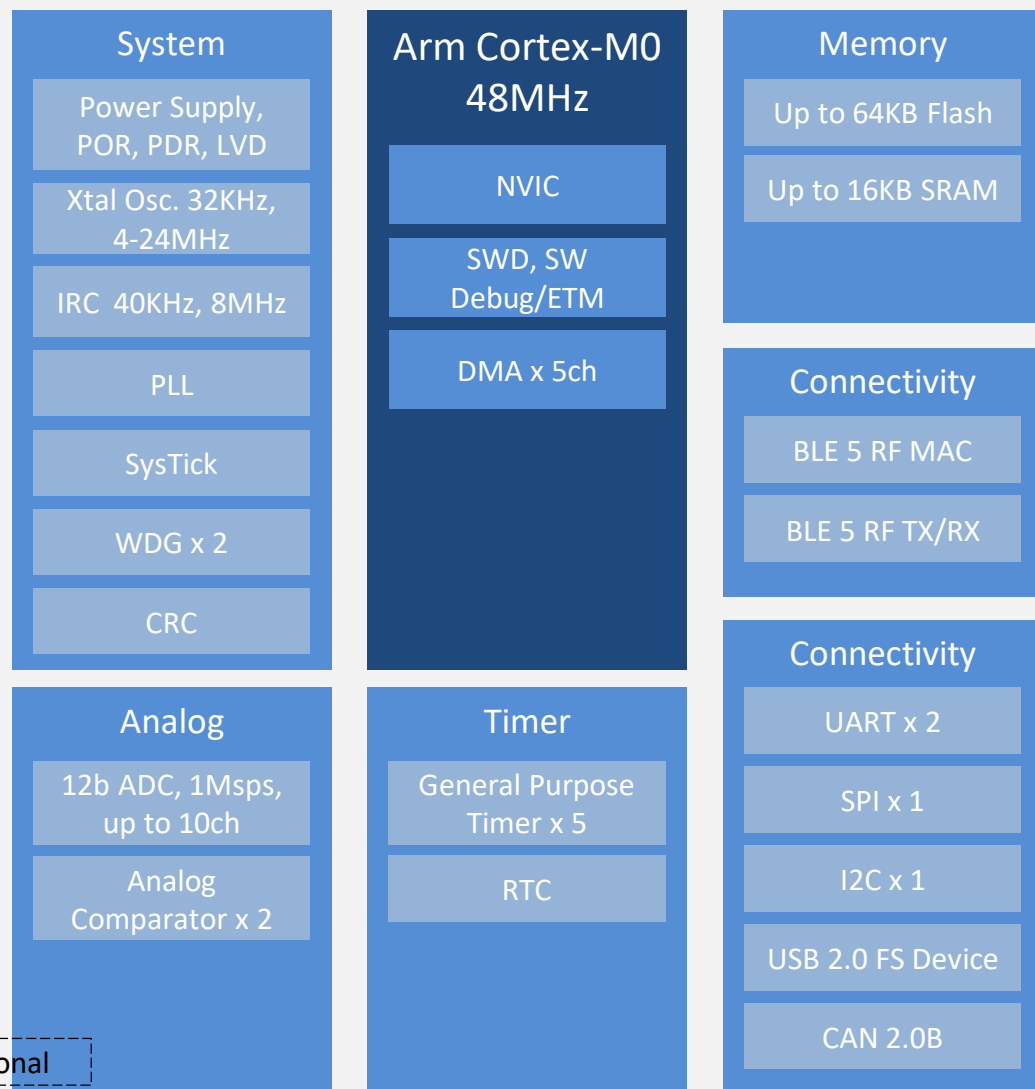 System
Power Supply,
POR, PDR, LVD
Xtal Osc. 32KHz,
4-24MHz
IRC  40KHz, 8MHz
PLL
SysTick
WDG x 2
CRC
Arm Cortex-M0
48MHz
NVIC
SWD, SW
Debug/ETM
DMA x 5ch
Memory
Up to 64KB Flash
Up to 16KB SRAM
Connectivity
BLE 5 RF MAC
BLE 5 RF TX/RX
Connectivity
UART x 2
SPI x 1
I2C x 1
USB 2.0 FS Device
CAN 2.0B
Analog
12b ADC, 1Msps,
up to 10ch
Analog
Comparator x 2
Timer
General Purpose
Timer x 5
RTC
onal